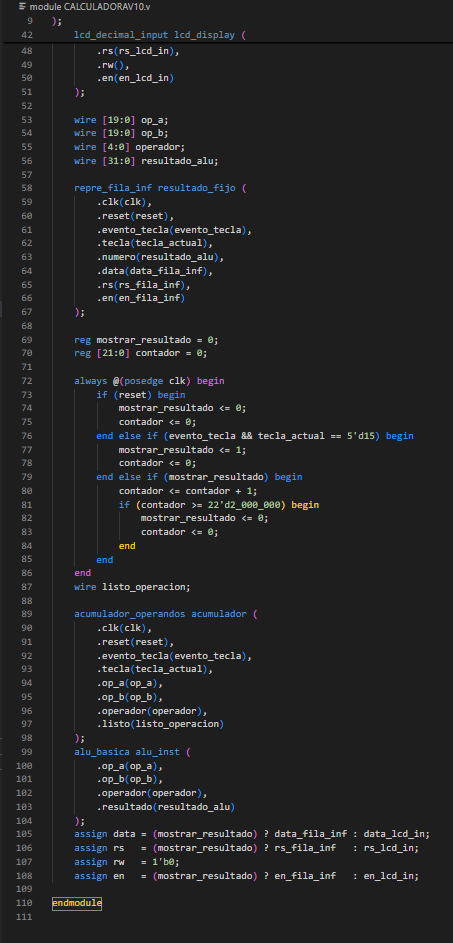 module CALCULADORAV10.v
9 );
42 lcd_decimal_input lcd_display (
48 .rs(rs_lcd_in),
49 .rw(),
50 .en(en_lcd_in)
51 );
52
53 wire [19:0] op_a;
54 wire [19:0] op_b;
55 wire [4:0] operador;
56 wire [31:0] resultado_alu;
57
58 repre_fila_inf resultado_fijo (
59 .clk(clk),
60 .reset(reset),
61 .evento_tecla(evento_tecla),
62 .tecla(tecla_actual),
63 .numero(resultado_alu),
64 .data(data_fila_inf),
65 .rs(rs_fila_inf),
66 .en(en_fila_inf)
67 );
68
69 reg mostrar_resultado = 0;
70 reg [21:0] contador = 0;
71
72 always @(posedge clk) begin
73 if (reset) begin
74 mostrar_resultado <= 0;
75 contador <= 0;
76 end else if (evento_tecla && tecla_actual == 5'd15) begin
77 mostrar_resultado <= 1;
78 contador <= 0;
79 end else if (mostrar_resultado) begin
80 contador <= contador + 1;
81 if (contador >= 22'd2_000_000) begin
82 mostrar_resultado <= 0;
83 contador <= 0;
84 end
85 end
86 end
87 wire listo_operacion;
88
89 acumulador_operandos acumulador (
90 .clk(clk),
91 .reset(reset),
92 .evento_tecla(evento_tecla),
93 .tecla(tecla_actual),
94 .op_a(op_a),
95 .op_b(op_b),
96 .operador(operador),
97 .listo(listo_operacion)
98 );
99 alu_basica alu_inst (
100 .op_a(op_a),
101 .op_b(op_b),
102 .operador(operador),
103 .resultado(resultado_alu)
104 );
105 assign data = (mostrar_resultado) ? data_fila_inf : data_lcd_in;
106 assign rs = (mostrar_resultado) ? rs_fila_inf : rs_lcd_in;
107 assign rw = 1'b0;
108 assign en = (mostrar_resultado) ? en_fila_inf : en_lcd_in;
109
110 endmodule
111